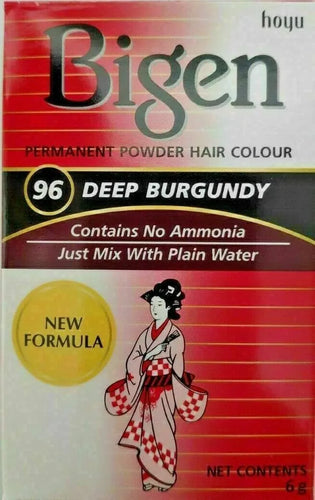 hoyu
Bigen
PERMANENT POWDER HAIR COLOUR
96 DEEP BURGUNDY
Contains No Ammonia
Just Mix With Plain Water
NEW
FORMULA
NET CONTENTS
6 g